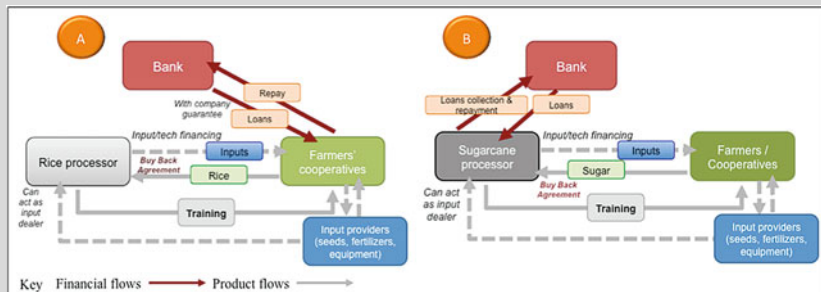 A
Bank
Repay
With company
guarantee
Loans
Input/tech financing
Rice processor
Inputs
Farmers'
cooperatives
Buy Back
Agreement
Rice
Can
act as
input
dealer
Training
Input providers
(seeds, fertilizers,
equipment)
B
Bank
Loans collection &
repayment
Loans
Input/tech financing
Sugarcane
processor
Inputs
Farmers /
Cooperatives
Sugar
Buy Back
Agreement
Can act
as input
dealer
Training
Input providers
(seeds, fertilizers,
equipment)
Key Financial flows Product flows